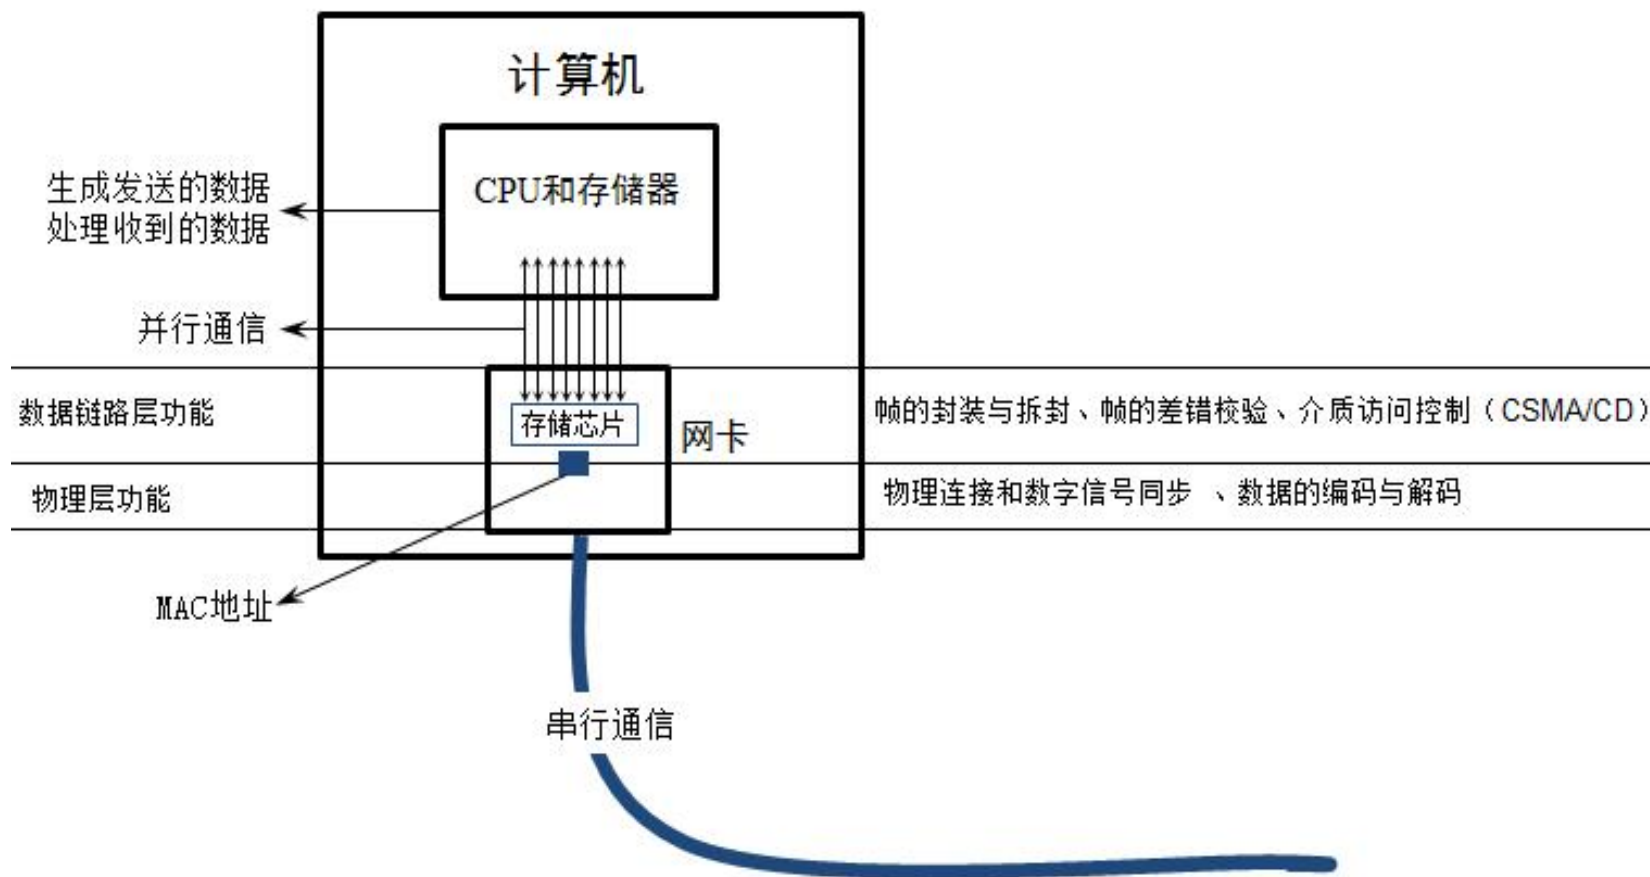 计算机
CPU和存储器
生成发送的数据
处理收到的数据
并行通信
数据链路层功能
存储芯片
网卡
帧的封装与拆封、帧的差错校验、介质访问控制（CSMA/CD）
物理层功能
物理连接和数字信号同步 、数据的编码与解码
MAC地址
串行通信